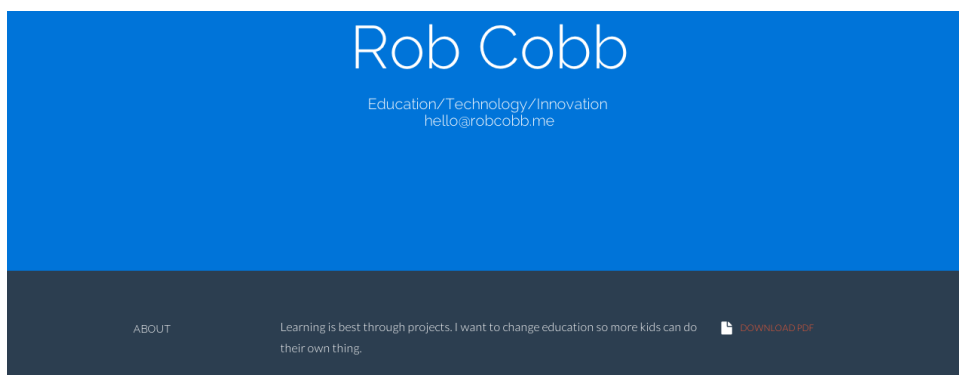 Rob Cobb
Education/Technology/Innovation
hello@robcobb.me
ABOUT
Learning is best through projects. I want to change education so more kids can do
their own thing.
DOWNLOAD PDF